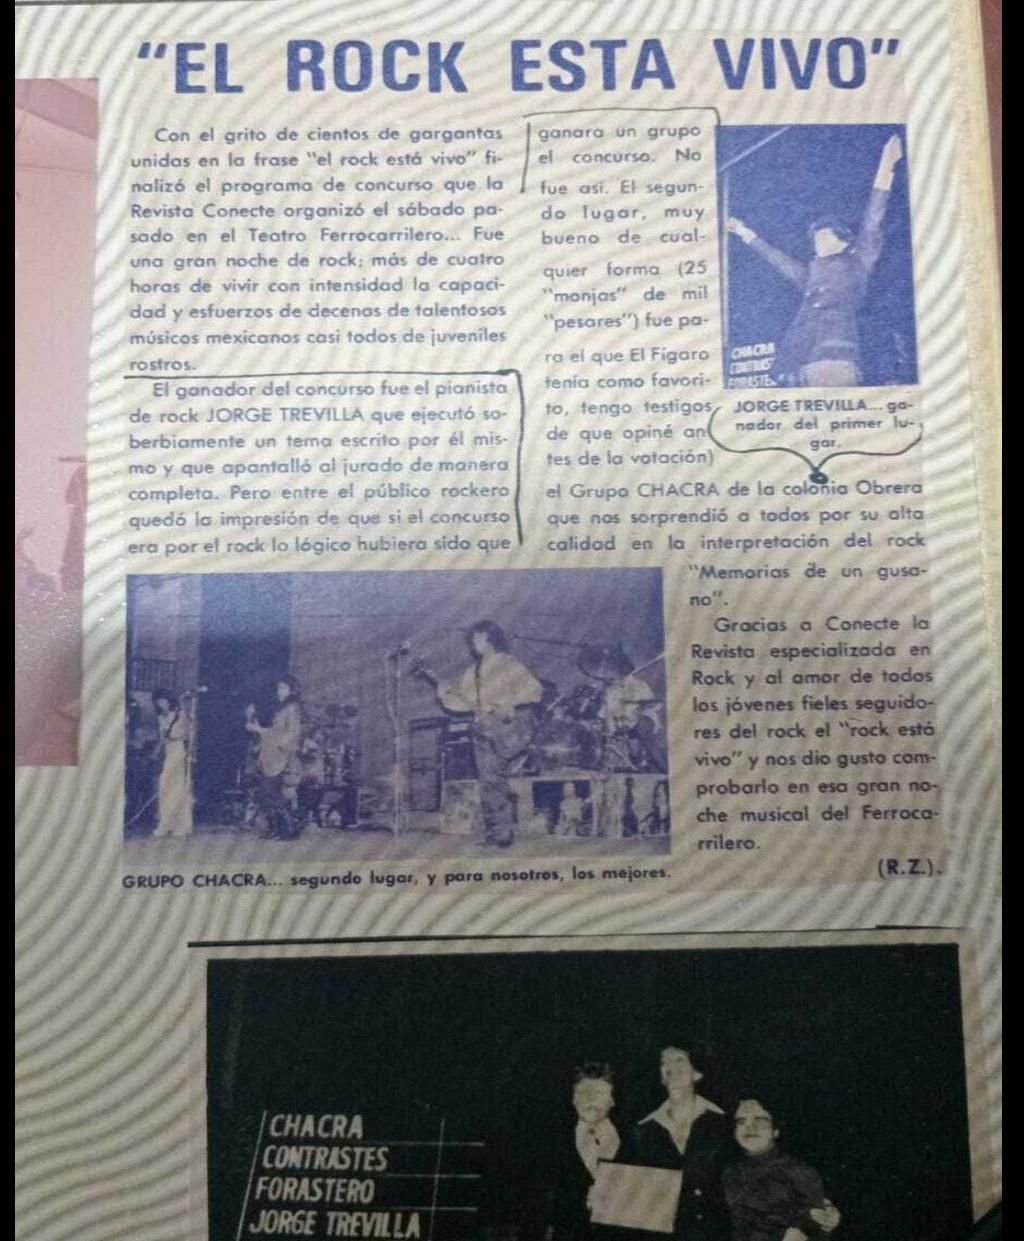 "EL ROCK ESTA VIVO"
Con el grito de cientos de gargantas
unidas en la frase "el rock está vivo" fi-
nalizó el programa de concurso que la
Revista Conecte organizó el sábado pa-
sado en el Teatro Ferrocarrilero... Fue
una gran noche de rock; más de cuatro
horas de vivir con intensidad la capaci-
dad y esfuerzos de decenas de talentosos
músicos mexicanos casi todos de juveniles
rostros.
El ganador del concurso fue el pianista
de rock JORGE TREVILLA que ejecutó so-
berbiamente un tema escrito por él mis-
mo y que apantalló al jurado de manera
completa. Pero entre el público rockero
quedó la impresión de que si el concurso
era por el rock lo lógico hubiera sido que
ganara un grupo
el concurso. No
fue así. El segun-
do lugar, muy
bueno de cual-
quier forma (25
"monjas" de mil
"pesares") fue pa-
ra el que El Fígaro
tenía como favori-
to, tengo testigos
de que opiné an
tes de la votación)
el Grupo CHACRA de la colonia Obrera
que nos sorprendió a todos por su alta
calidad en la interpretación del rock
"Memorias de un gusa-
no".
Gracias a Conecte la
Revista especializada en
Rock y al amor de todos
los jóvenes fieles seguido-
res del rock el "rock está
vivo" y nos dio gusto com-
probarlo en esa gran no-
che musical del Ferroca-
rrilero.
(R.Z.).
CHACRA
CONTRAS
FORASTE
JORGE TREVILLA... ga-
nador del primer lu-
gar.
GRUPO CHACRA... segundo lugar, y para nosotros, los mejores.
CHACRA
CONTRASTES
FORASTERO
JORGE TREVILLA